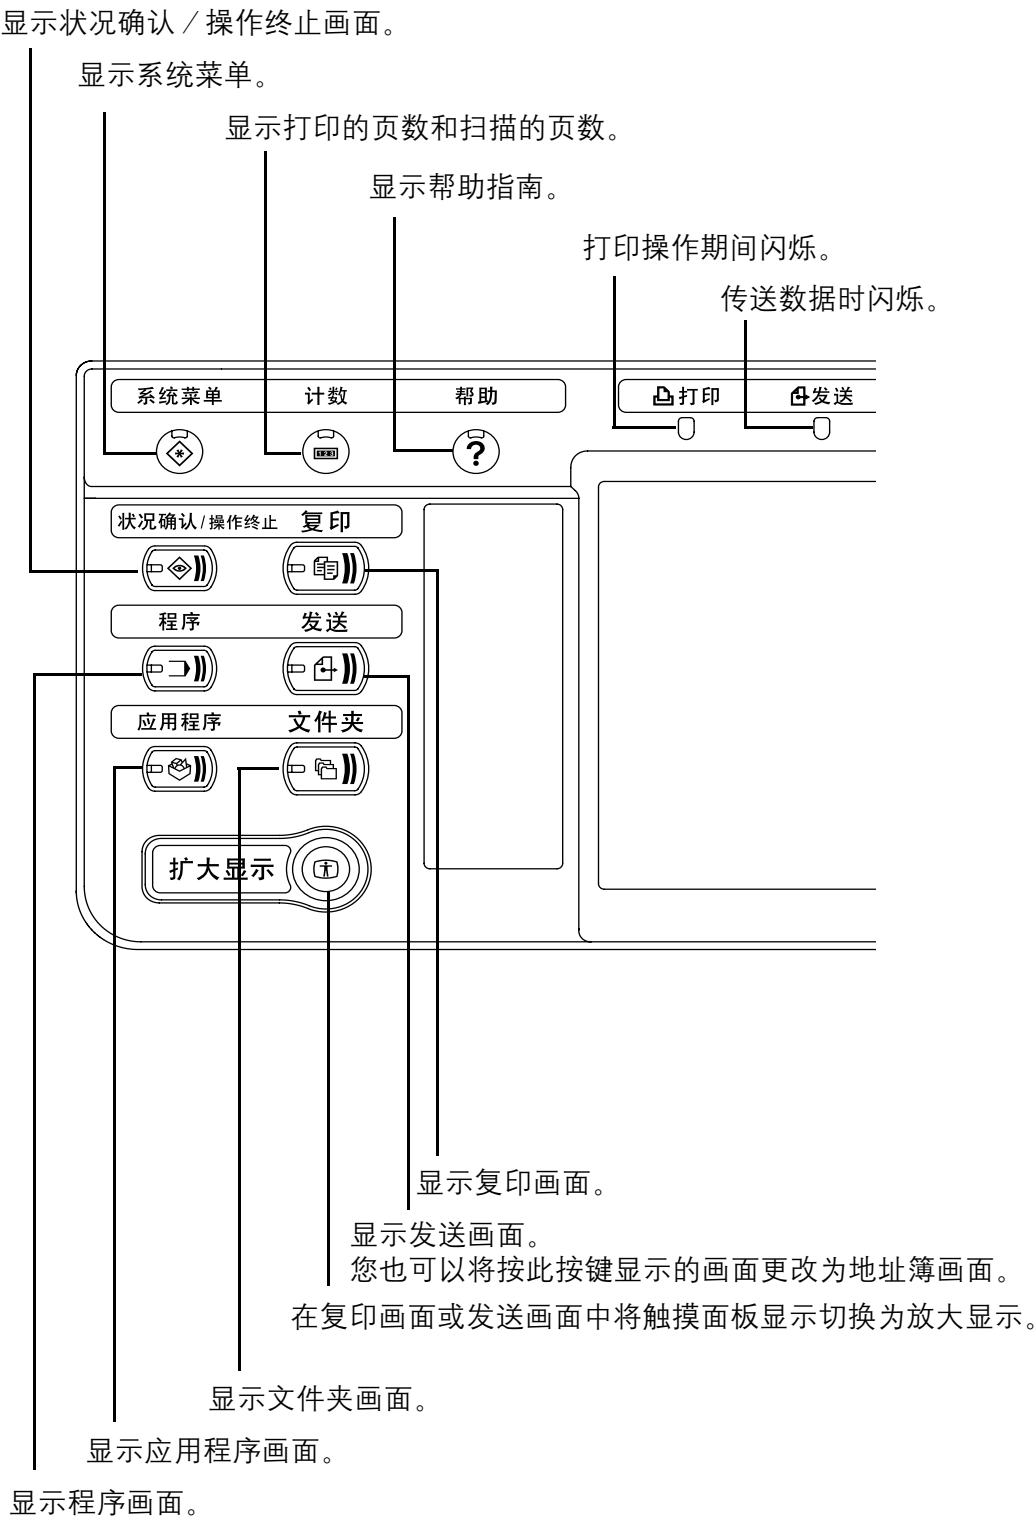 显示状况确认／操作终止画面。
显示系统菜单。
显示打印的页数和扫描的页数。
显示帮助指南。
打印操作期间闪烁。
传送数据时闪烁。
系统菜单 计数 帮助 打印 发送
123
?
状况确认/操作终止 复印
程序 发送
应用程序 文件夹
扩大显示
显示复印画面。
显示发送画面。
您也可以将按此按键显示的画面更改为地址簿画面。
在复印画面或发送画面中将触摸面板显示切换为放大显示。
显示文件夹画面。
显示应用程序画面。
显示程序画面。